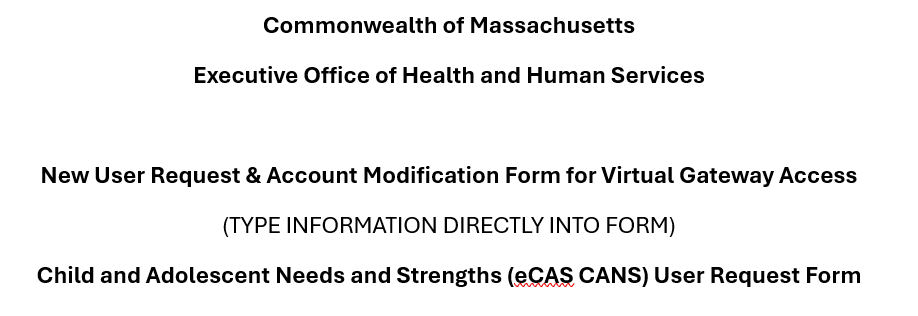 Commonwealth of Massachusetts
Executive Office of Health and Human Services
New User Request & Account Modification Form for Virtual Gateway Access
(TYPE INFORMATION DIRECTLY INTO FORM)
Child and Adolescent Needs and Strengths (eCAS CANS) User Request Form